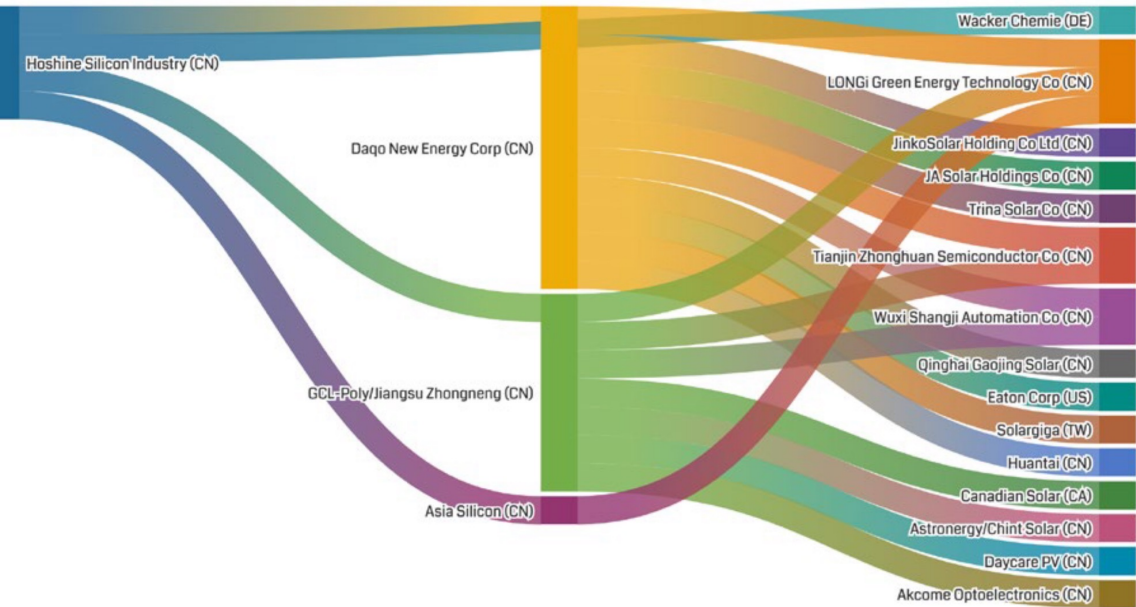 Hoshine Silicon Industry (CN)
Daqo New Energy Corp (CN)
GCL-Poly/Jiangsu Zhongneng (CN)
Asia Silicon (CN)
Wacker Chemie (DE)
LONGi Green Energy Technology Co (CN)
JinkoSolar Holding Co Ltd (CN)
JA Solar Holdings Co (CN)
Trina Solar Co (CN)
Tianjin Zhonghuan Semiconductor Co (CN)
Wuxi Shangji Automation Co (CN)
Qinghai Gaojing Solar (CN)
Eaton Corp (US)
Solargiga (TW)
Huantai (CN)
Canadian Solar (CA)
Astronergy/Chint Solar (CN)
Daycare PV (CN)
Akcome Optoelectronics (CN)